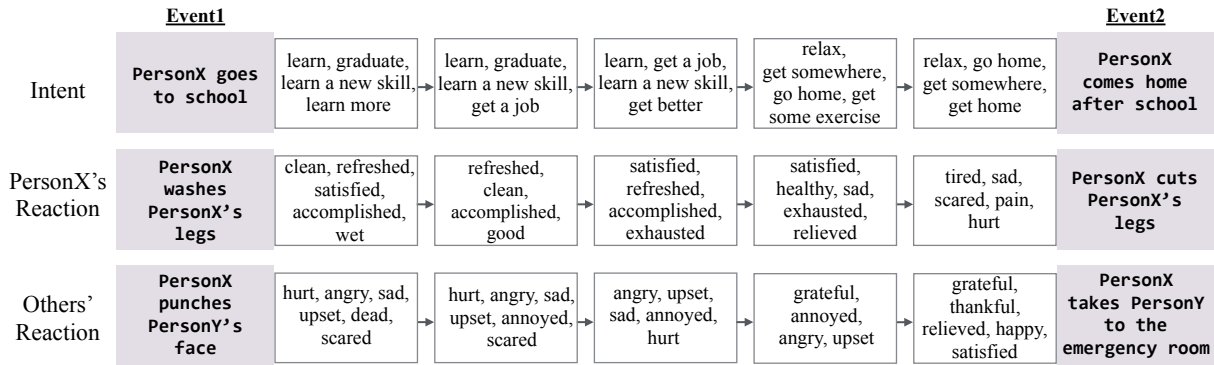 Event1
Event2
Intent
PersonX goes
to school
learn, graduate,
learn a new skill,
learn more
learn, graduate,
learn a new skill,
get a job
learn, get a job,
learn a new skill,
get better
relax,
get somewhere,
go home, get
some exercise
relax, go home,
get somewhere,
get home
PersonX
comes home
after school
PersonX's
Reaction
PersonX
washes
PersonX's
legs
clean, refreshed,
satisfied,
accomplished,
wet
refreshed,
clean,
accomplished,
good
satisfied,
refreshed,
accomplished,
exhausted
satisfied,
healthy, sad,
exhausted,
relieved
tired, sad,
scared, pain,
hurt
PersonX cuts
PersonX's
legs
Others'
Reaction
PersonX
punches
PersonY's
face
hurt, angry, sad,
upset, dead,
scared
hurt, angry, sad,
upset, annoyed,
scared
angry, upset,
sad, annoyed,
hurt
grateful,
annoyed,
angry, upset
grateful,
thankful,
relieved, happy,
satisfied
PersonX
takes PersonY
to the
emergency room